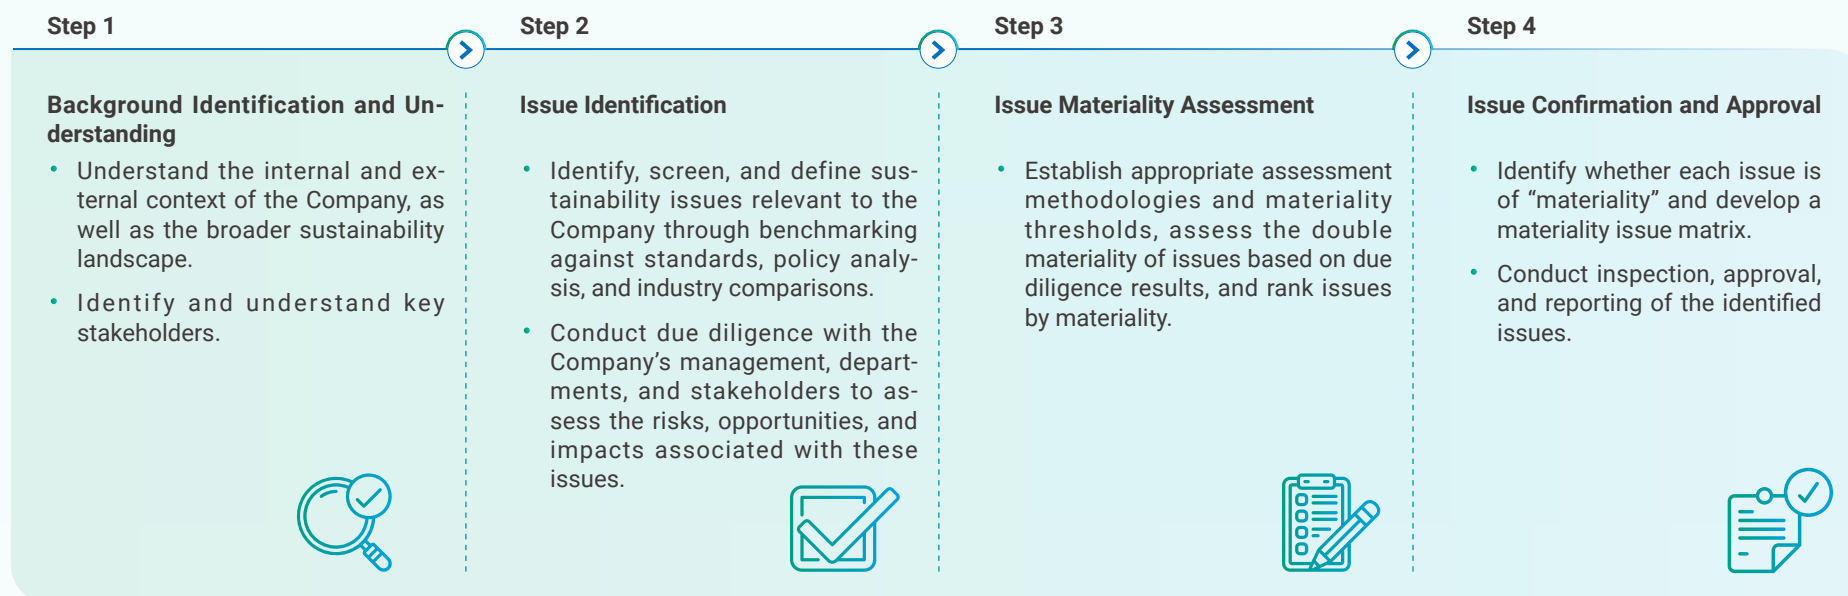 Step 1
Background Identification and Un-
derstanding
• Understand the internal and ex-
ternal context of the Company, as
well as the broader sustainability
landscape.
• Identify and understand key
stakeholders.
Step 2
Issue Identification
• Identify, screen, and define sus-
tainability issues relevant to the
Company through benchmarking
against standards, policy analy-
sis, and industry comparisons.
• Conduct due diligence with the
Company’s management, depart-
ments, and stakeholders to as-
sess the risks, opportunities, and
impacts associated with these
issues.
Step 3
Issue Materiality Assessment
• Establish appropriate assessment
methodologies and materiality
thresholds, assess the double
materiality of issues based on due
diligence results, and rank issues
by materiality.
Step 4
Issue Confirmation and Approval
• Identify whether each issue is
of “materiality” and develop a
materiality issue matrix.
• Conduct inspection, approval,
and reporting of the identified
issues.